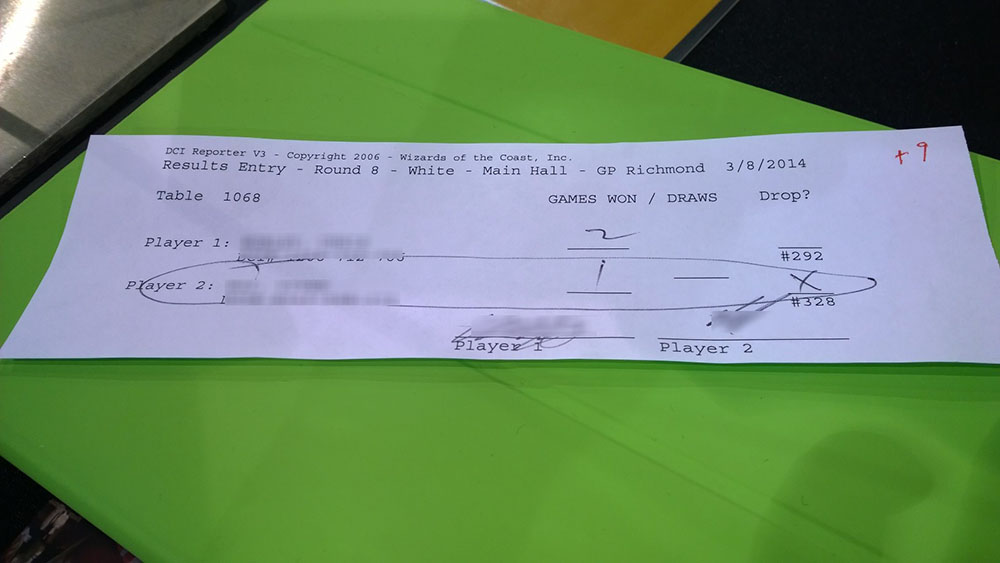 DCI Reporter V3 - Copyright 2006 - Wizards of the Coast, Inc.
Results Entry - Round 8 - White - Main Hall - GP Richmond 3/8/2014
+9
Table 1068 GAMES WON / DRAWS Drop?
Player 1: 2
#292
Player 2: 1 X
#328
Player 1 Player 2